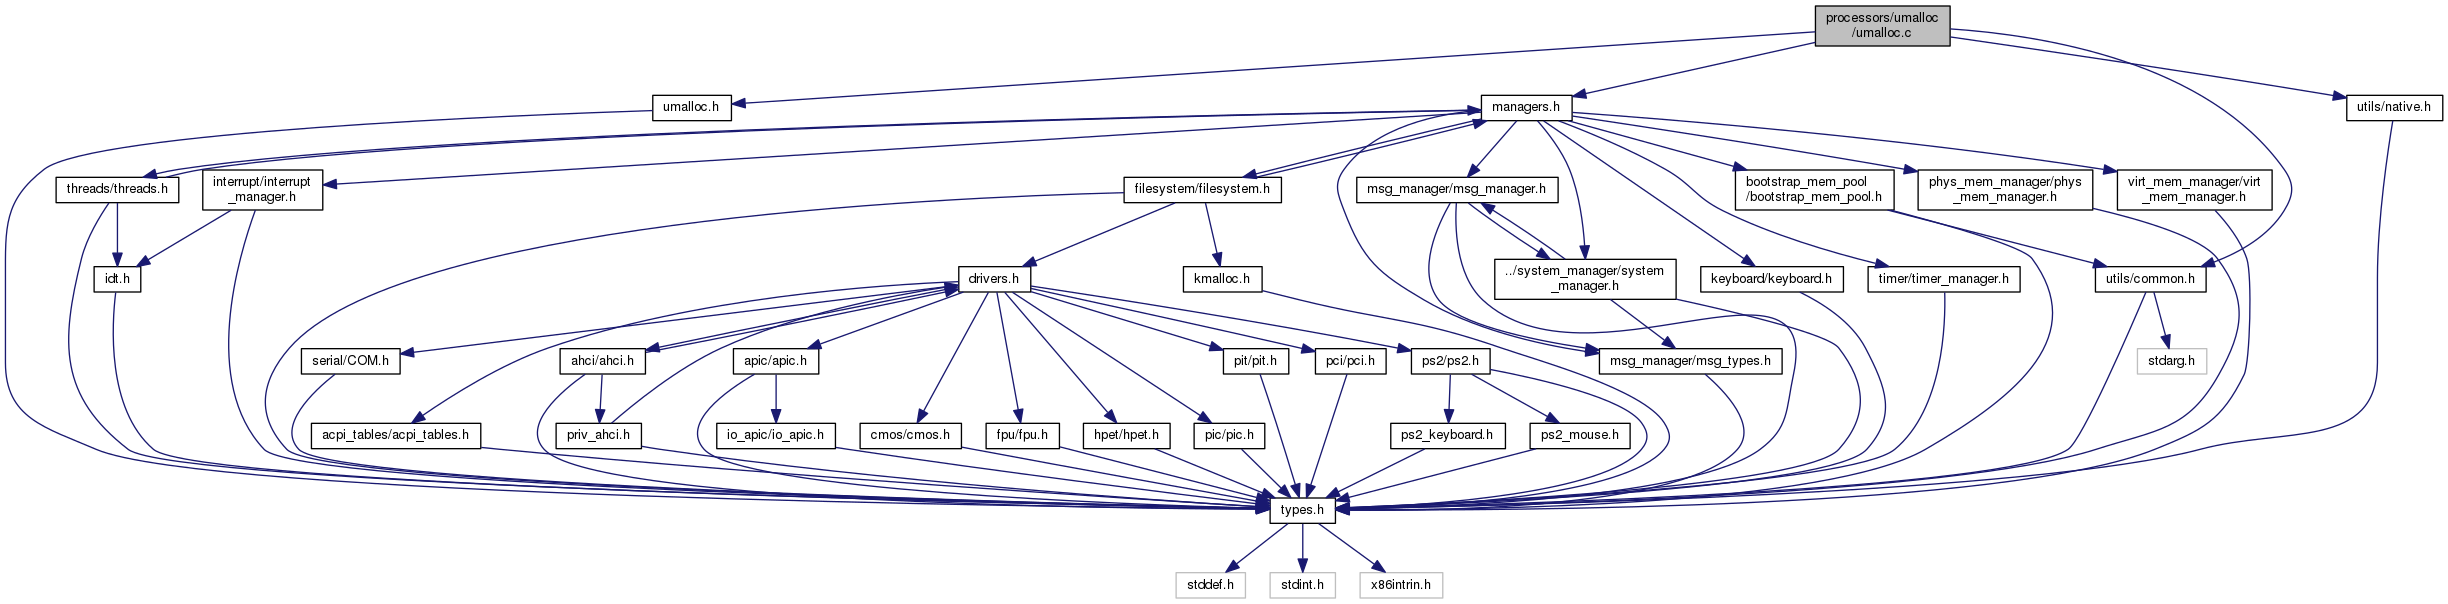 processors/umalloc
/umalloc.c
umalloc.h
managers.h
utils/native.h
threads/threads.h
interrupt/interrupt
_manager.h
filesystem/filesystem.h
msg_manager/msg_manager.h
bootstrap_mem_pool
/bootstrap_mem_pool.h
phys_mem_manager/phys
_mem_manager.h
virt_mem_manager/virt
_mem_manager.h
idt.h
drivers.h
kmalloc.h
../system_manager/system
_manager.h
keyboard/keyboard.h
timer/timer_manager.h
utils/common.h
serial/COM.h
ahci/ahci.h
apic/apic.h
pit/pit.h
pci/pci.h
ps2/ps2.h
msg_manager/msg_types.h
stdarg.h
acpi_tables/acpi_tables.h
priv_ahci.h
io_apic/io_apic.h
cmos/cmos.h
fpu/fpu.h
hpet/hpet.h
pic/pic.h
ps2_keyboard.h
ps2_mouse.h
types.h
stddef.h
stdint.h
x86intrin.h